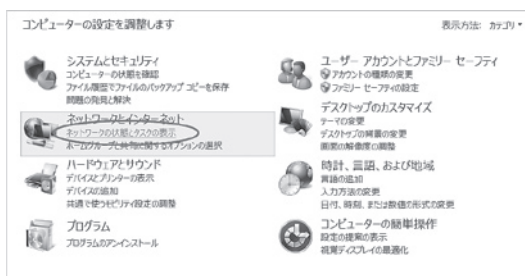 コンピューターの設定を調整します
表示方法: カテゴリ
システムとセキュリティ
コンピューターの状態を確認
ファイル履歴でファイルのバックアップ コピーを保存
問題の発見と解決
ネットワークとインターネット
ネットワークの状態とタスクの表示
ホームグループと共有に関するオプションの選択
ハードウェアとサウンド
デバイスとプリンターの表示
デバイスの追加
共通で使うモビリティ設定の調整
プログラム
プログラムのアンインストール
ユーザー アカウントとファミリー セーフティ
アカウントの種類の変更
ファミリー セーフティの設定
デスクトップのカスタマイズ
テーマの変更
デスクトップの背景の変更
画面の解像度の調整
時計、言語、および地域
言語の追加
入力方法の変更
日付、時刻、または数値の形式の変更
コンピューターの簡単操作
設定の提案の表示
視覚ディスプレイの最適化